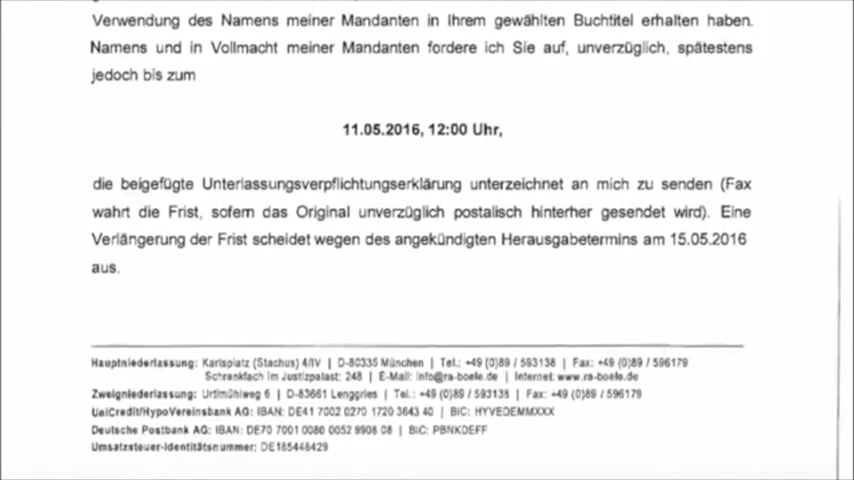 Verwendung des Namens meiner Mandanten in Ihrem gewählten Buchtitel erhalten haben.
Namens und in Vollmacht meiner Mandanten fordere ich Sie auf, unverzüglich, spätestens
jedoch bis zum
11.05.2016, 12:00 Uhr,
die beigefügte Unterlassungsverpflichtungserklärung unterzeichnet an mich zu senden (Fax
wahrt die Frist, sofern das Original unverzüglich postalisch hinterher gesendet wird). Eine
Verlängerung der Frist scheidet wegen des angekündigten Herausgabetermins am 15.05.2016
aus.
Hauptniederlassung: Karlsplatz (Stachus) 4/IV | D-80335 München | Tel.: +49 (0)89 / 593138 | Fax: +49 (0)89 / 596179
Schrankfach im Justizpalast: 248 | E-Mail: info@ra-boele.de | Internet: www.ra-boele.de
Zweigniederlassung: Urtlmühlweg 6 | D-83661 Lenggries | Tel.: +49 (0)89 / 593138 | Fax: +49 (0)89 / 596179
UniCredit/HypoVereinsbank AG: IBAN: DE41 7002 0270 1720 3643 40 | BIC: HYVEDEMMXXX
Deutsche Postbank AG: IBAN: DE70 7001 0080 0052 9908 08 | BIC: PBNKDEFF
Umsatzsteuer-Identitätsnummer: DE185448429